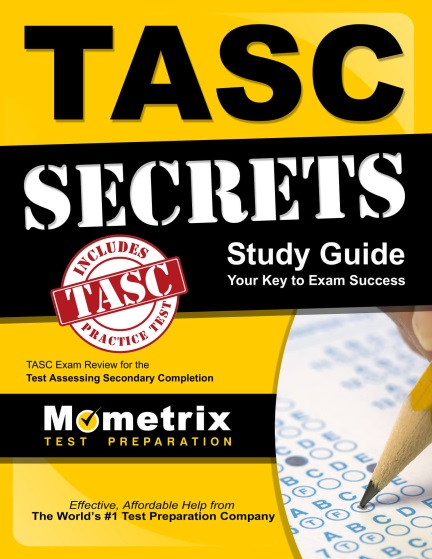 TASC
SECRETS
Study Guide
Your Key to Exam Success
INCLUDES
TASC
PRACTICE TEST
TASC Exam Review for the
Test Assessing Secondary Completion
Mometrix
TEST PREPARATION
Effective, Affordable Help from
The World's #1 Test Preparation Company